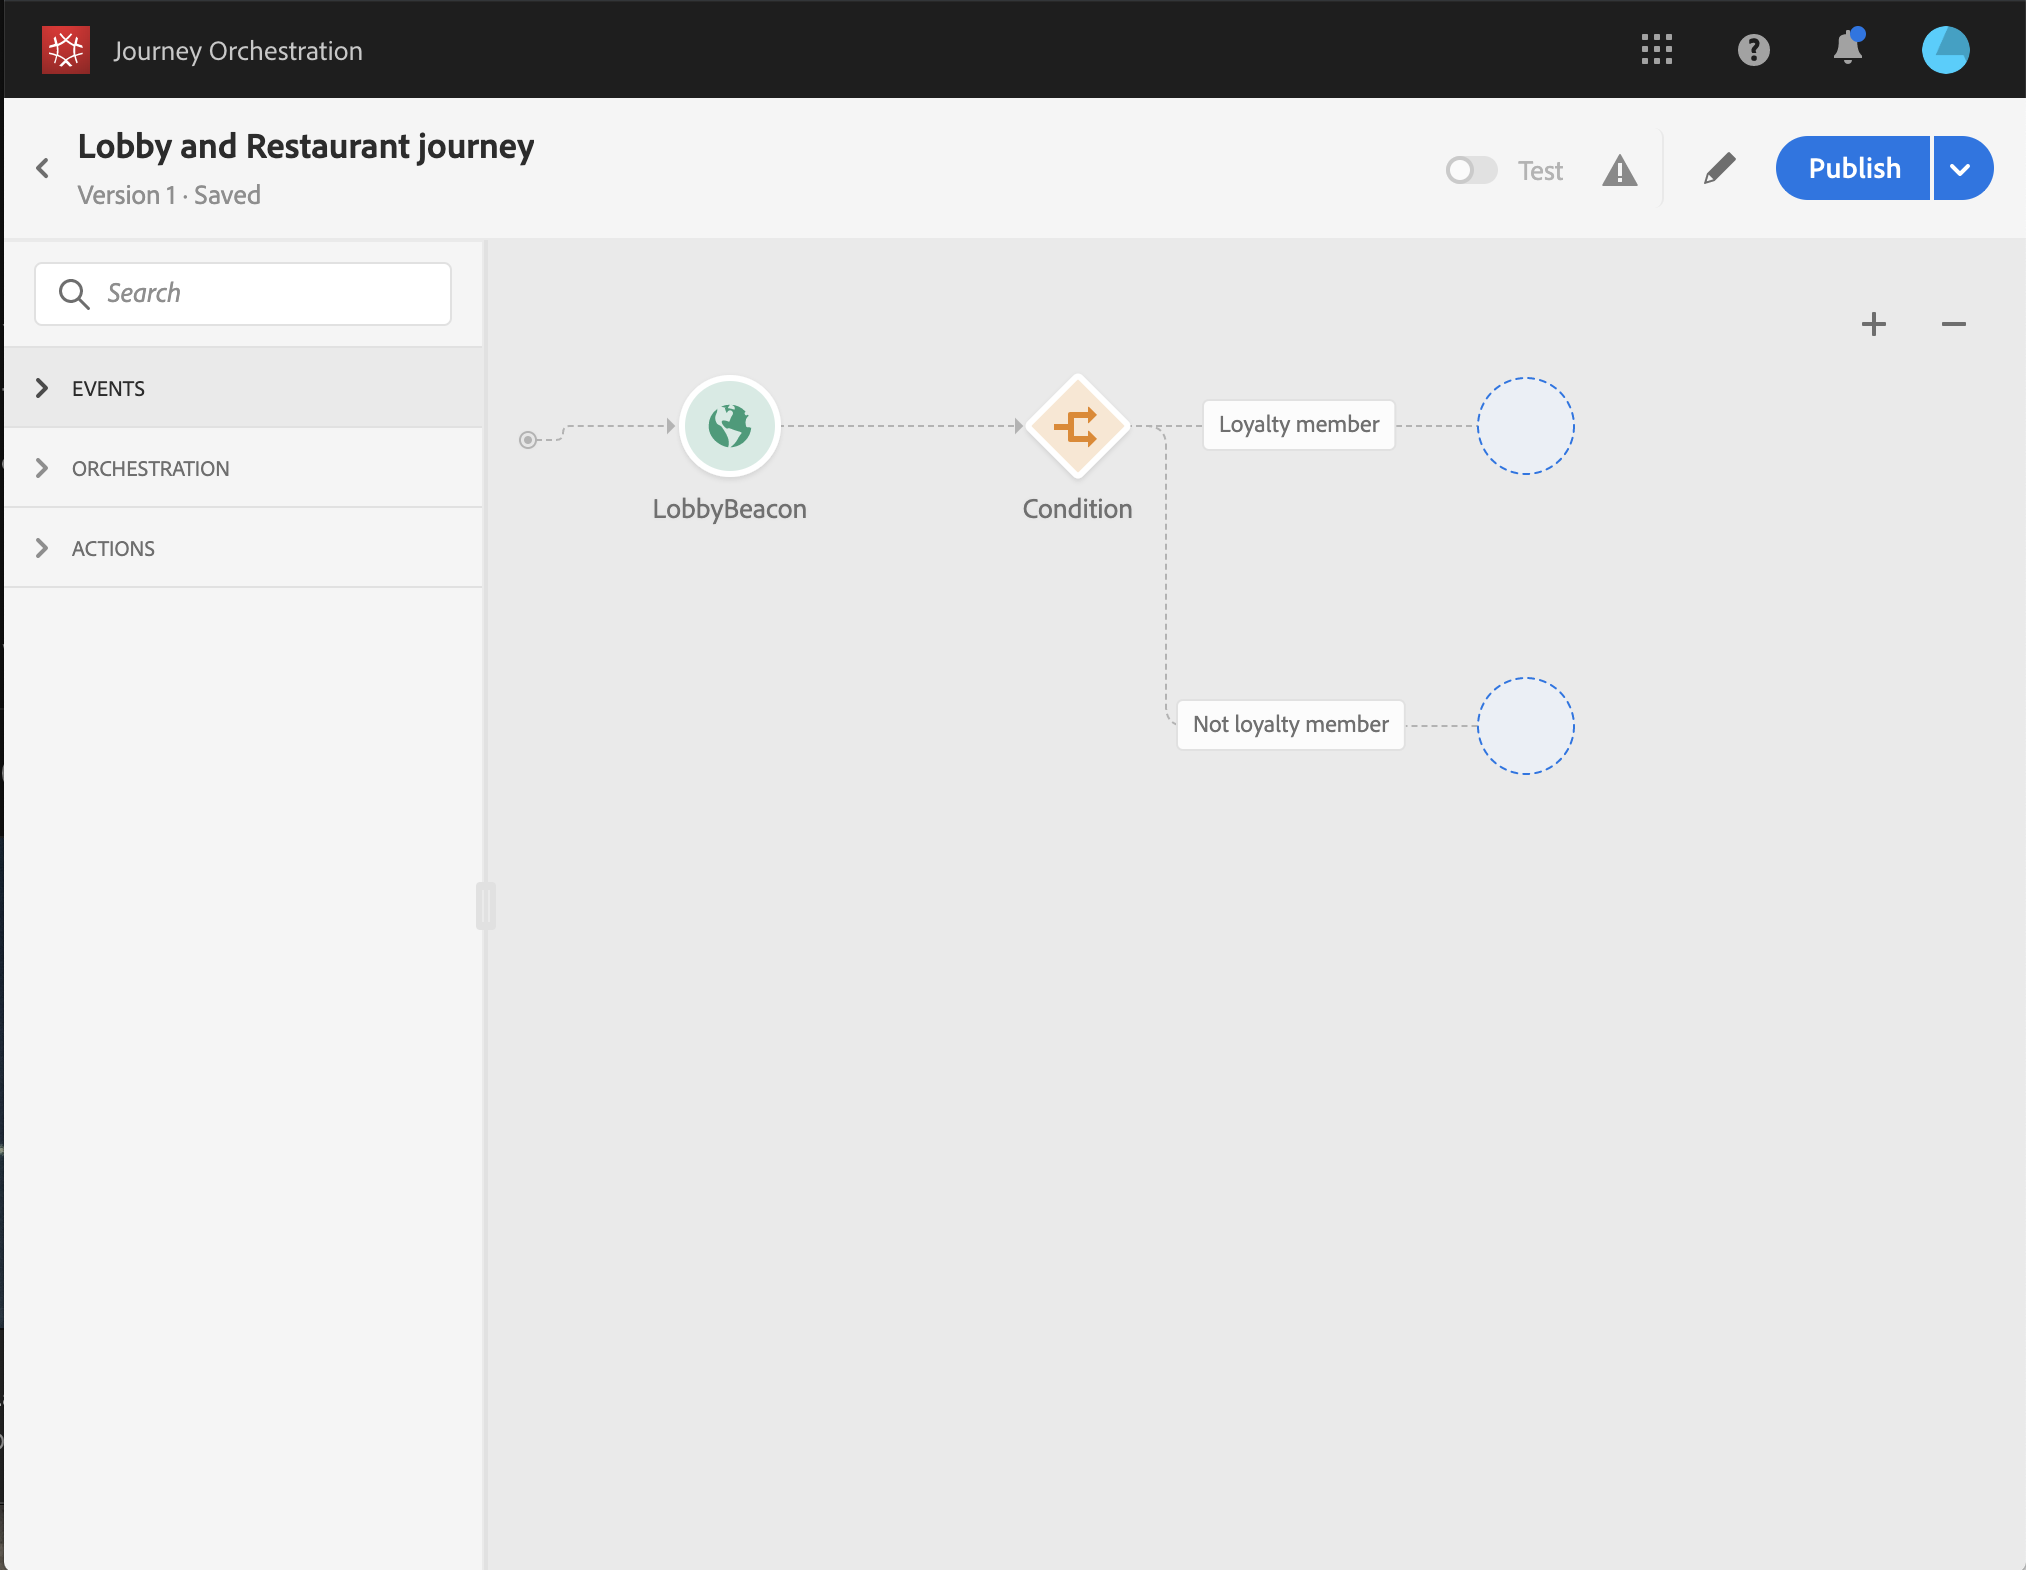 Journey Orchestration
Lobby and Restaurant journey
Version 1 · Saved
Test
Publish
Search
EVENTS
ORCHESTRATION
ACTIONS
Loyalty member
LobbyBeacon
Condition
Not loyalty member